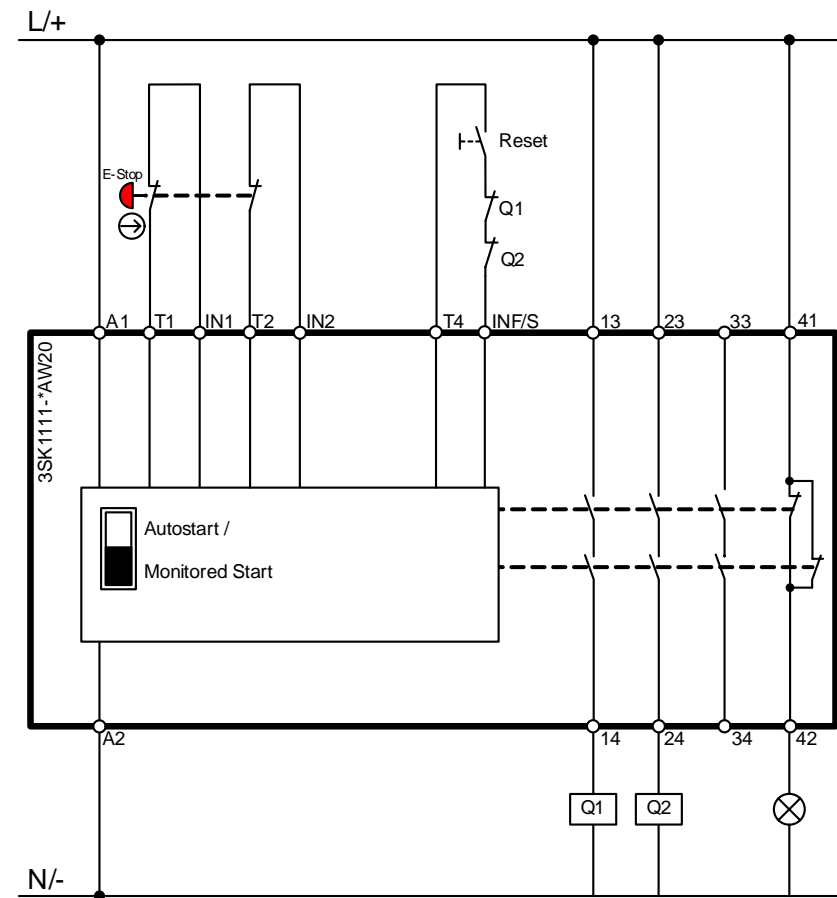 L/+
Reset
E-Stop
Q1
Q2
A1 T1 IN1 T2 IN2 T4 INF/S 13 23 33 41
3SK1111-*AW20
Autostart /
Monitored Start
A2 14 24 34 42
Q1 Q2
N/-